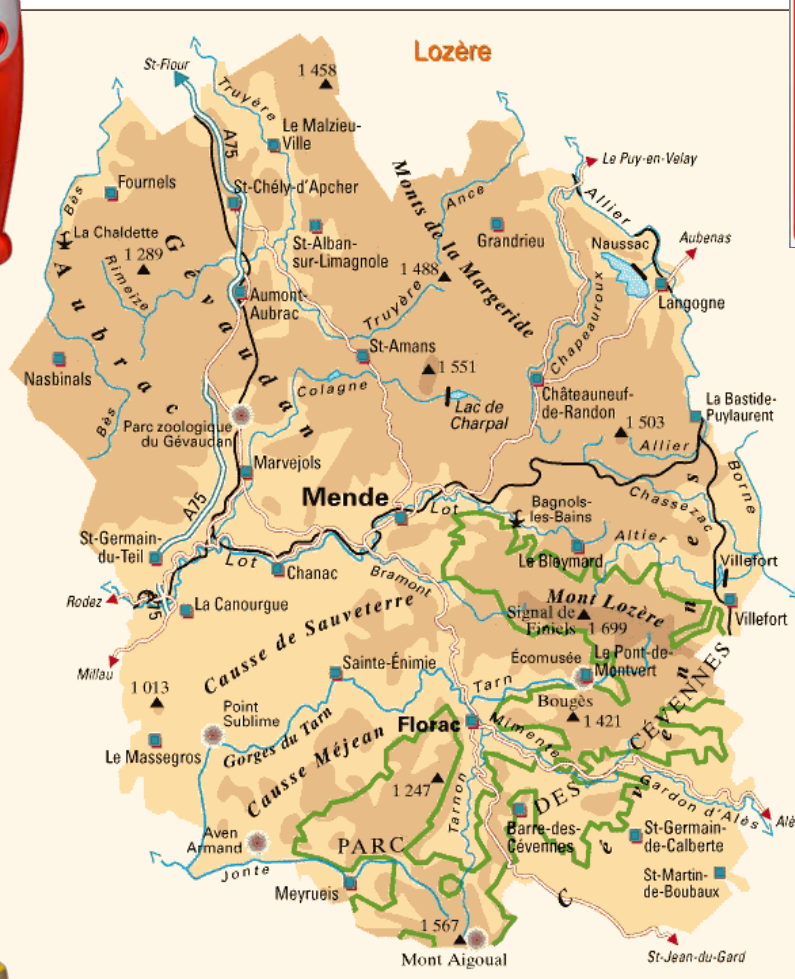 Lozère
St-Flour
1 458
Truyère
A75
Le Malzieu-
Ville
Fournels
Bès
St-Chély-d'Apcher
Monts de la Margeride
Ance
Le Puy-en-Velay
Allier
La Chaldette
1 289
Rimeize
Gévaudan
St-Alban-
sur-Limagnole
Grandrieu
Naussac
Aubenas
1 488
Aubrac
Aumont-
Aubrac
Truyère
Chapeauroux
Langogne
St-Amans
Nasbinals
1 551
Colagne
Lac de
Charpal
Châteauneuf-
de-Randon
La Bastide-
Puylaurent
1 503
Allier
Bès
Parc zoologique
du Gévaudan
Marvejols
Borne
Mende
Lot
Bagnols-
les-Bains
Chassezac
A75
St-Germain-
du-Teil
Lot
Chanac
Bramont
Altier
Le Bleymard
Villefort
Rodez
A75
La Canourgue
Causse de Sauveterre
Mont Lozère
Signal de
Finiels 1 699
Villefort
Millau
Sainte-Énimie
Écomusée
Le Pont-de-
Montvert
1 013
Point
Sublime
Tarn
Bougès
1 421
Florac
Mimente
Le Massegros
Gorges du Tarn
Causse Méjean
1 247
Tarnon
PARC
DES
CÉVENNES
Cévennes
Gardon d'Alès
Alè
Aven
Armand
Barre-des-
Cévennes
St-Germain-
de-Calberte
Jonte
Meyrueis
St-Martin-
de-Boubaux
1 567
Mont Aigoual
St-Jean-du-Gard